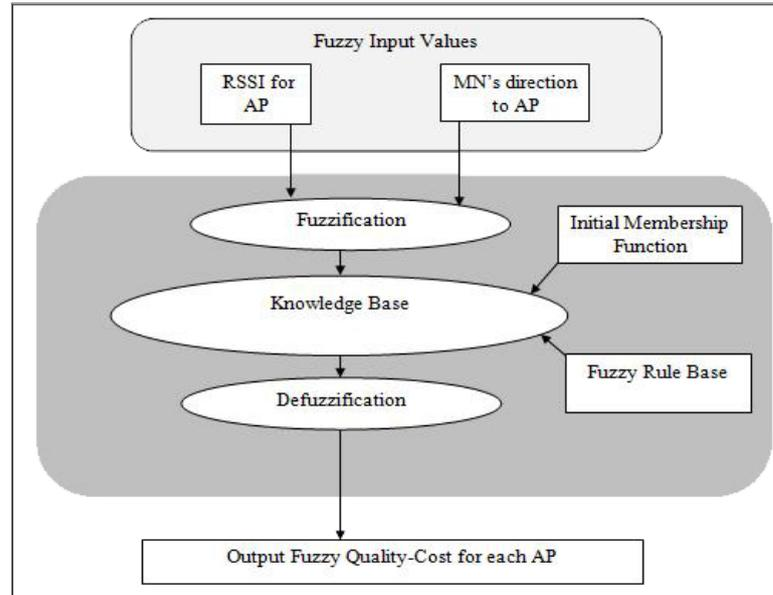 Fuzzy Input Values
RSSI for
AP
MN's direction
to AP
Fuzzification
Initial Membership
Function
Knowledge Base
Fuzzy Rule Base
Defuzzification
Output Fuzzy Quality-Cost for each AP